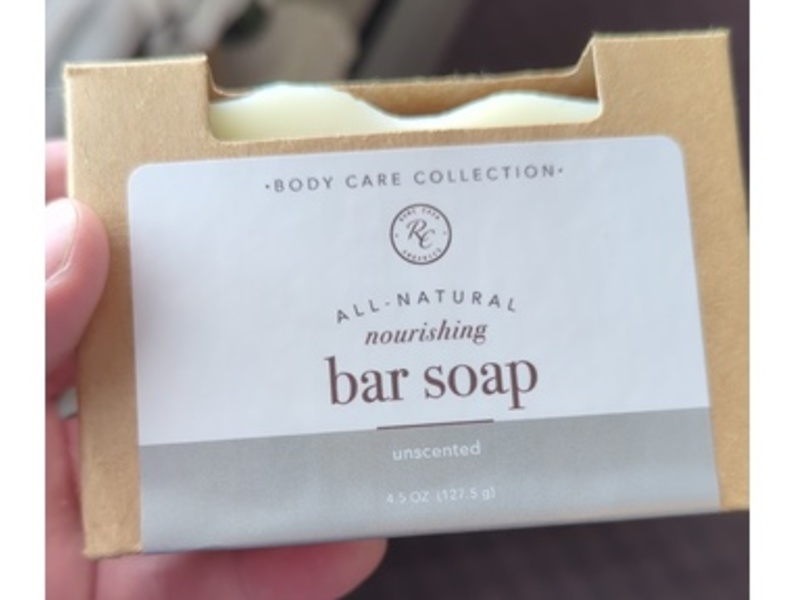 ·BODY CARE COLLECTION·
RC
ALL-NATURAL
nourishing
bar soap
unscented
4.5 OZ (127.5 g)